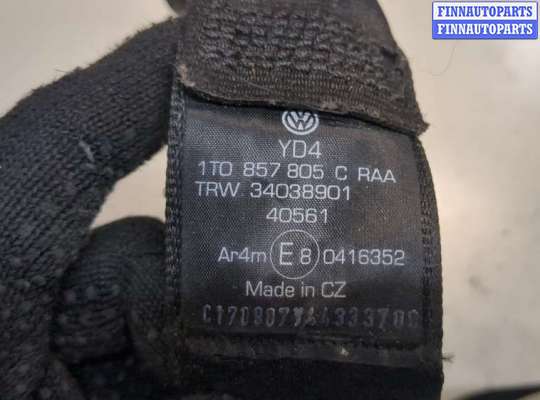 FINNAUTOPARTS
FINNAUTOPARTS
YD4
1T0 857 805 C RAA
TRW 34038901
40561
Ar4m E 8 0416352
Made in CZ